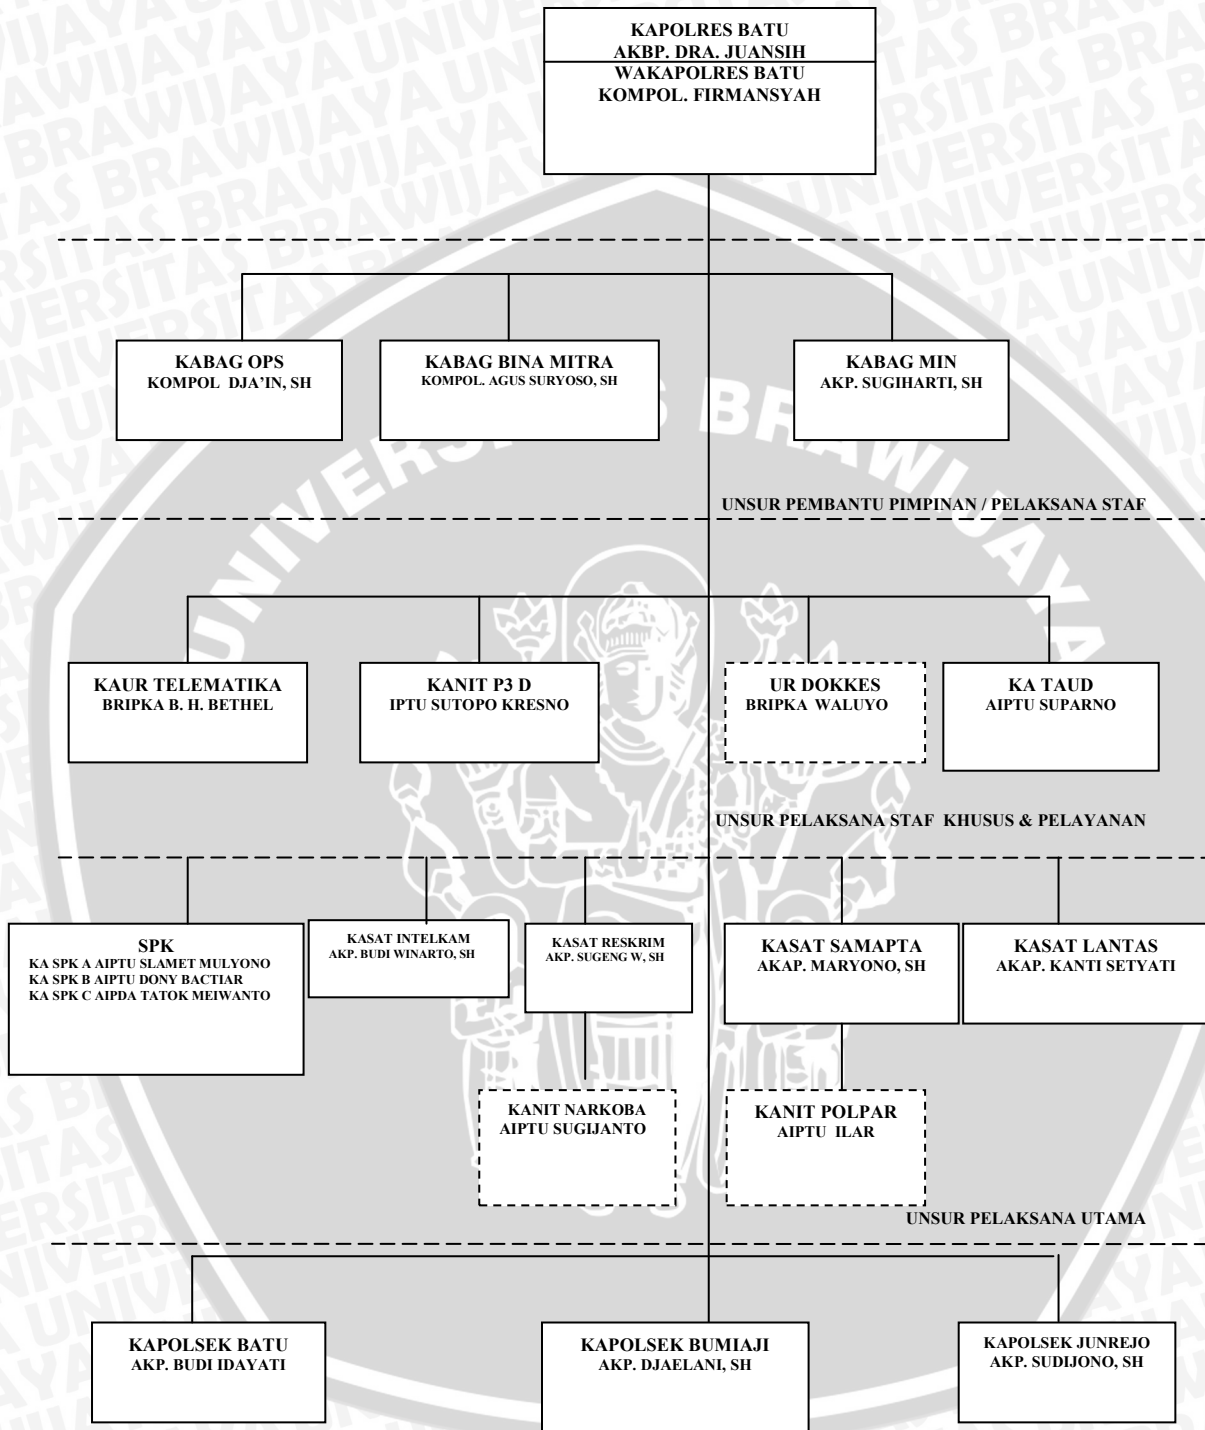 KAPOLRES BATU
AKBP. DRA. JUANSIH
WAKAPOLRES BATU
KOMPOL. FIRMANSYAH
KABAG OPS
KOMPOL DJA'IN, SH
KABAG BINA MITRA
KOMPOL. AGUS SURYOSO, SH
KABAG MIN
AKP. SUGIHARTI, SH
UNSUR PEMBANTU PIMPINAN / PELAKSANA STAF
KAUR TELEMATIKA
BRIPKA B. H. BETHEL
KANIT P3 D
IPTU SUTOPO KRESNO
UR DOKKES
BRIPKA WALUYO
KA TAUD
AIPTU SUPARNO
UNSUR PELAKSANA STAF KHUSUS & PELAYANAN
SPK
KA SPK A AIPTU SLAMET MULYONO
KA SPK B AIPTU DONY BACTIAR
KA SPK C AIPDA TATOK MEIWANTO
KASAT INTELKAM
AKP. BUDI WINARTO, SH
KASAT RESKRIM
AKP. SUGENG W, SH
KASAT SAMAPTA
AKAP. MARYONO, SH
KASAT LANTAS
AKAP. KANTI SETYATI
KANIT NARKOBA
AIPTU SUGIJANTO
KANIT POLPAR
AIPTU ILAR
UNSUR PELAKSANA UTAMA
KAPOLSEK BATU
AKP. BUDI IDAYATI
KAPOLSEK BUMIAJI
AKP. DJAELANI, SH
KAPOLSEK JUNREJO
AKP. SUDIJONO, SH
UNIVERSITAS BRAWIJAYA